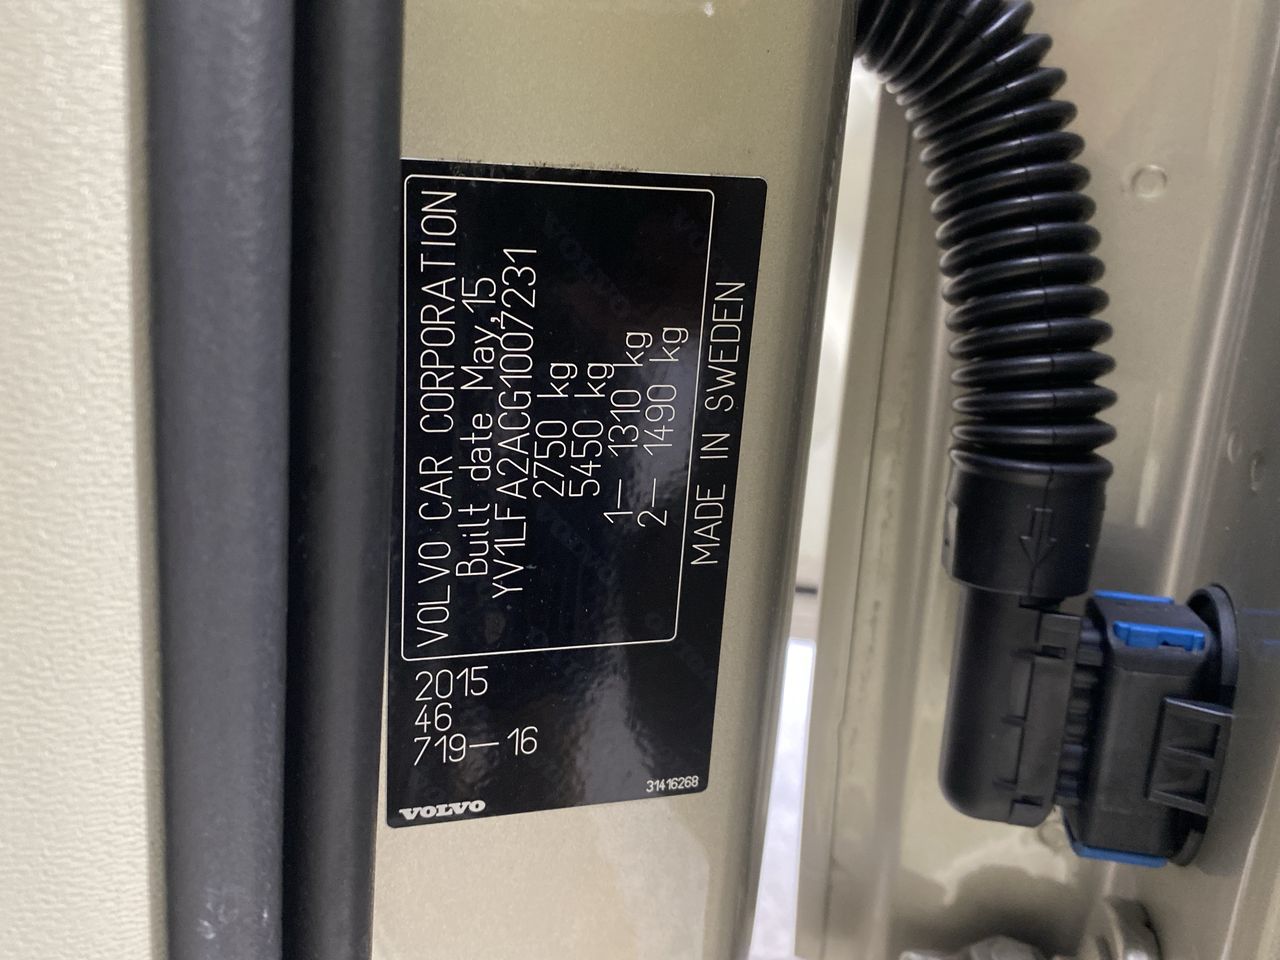 VOLVO CAR CORPORATION
Built date May,15
YV1LFA2ACG1007231
2750 kg
5450 kg
1— 1310 kg
2— 1490 kg
MADE IN SWEDEN
2015
46
719—16
31416268
VOLVO